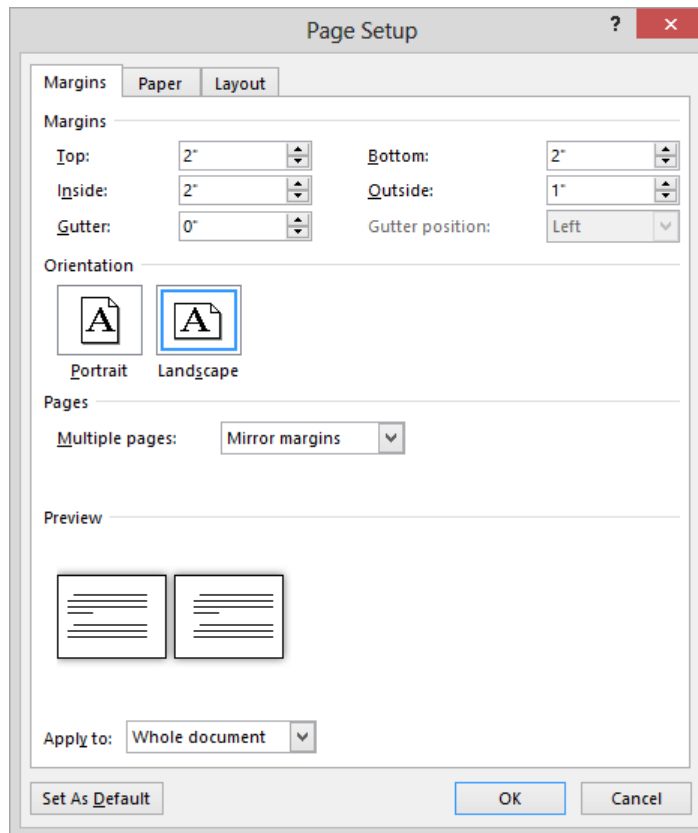 Page Setup ? ×
Margins Paper Layout
Margins
Top: 2" Bottom: 2"
Inside: 2" Outside: 1"
Gutter: 0" Gutter position: Left
Orientation
A A
Portrait Landscape
Pages
Multiple pages: Mirror margins
Preview
Apply to: Whole document
Set As Default OK Cancel